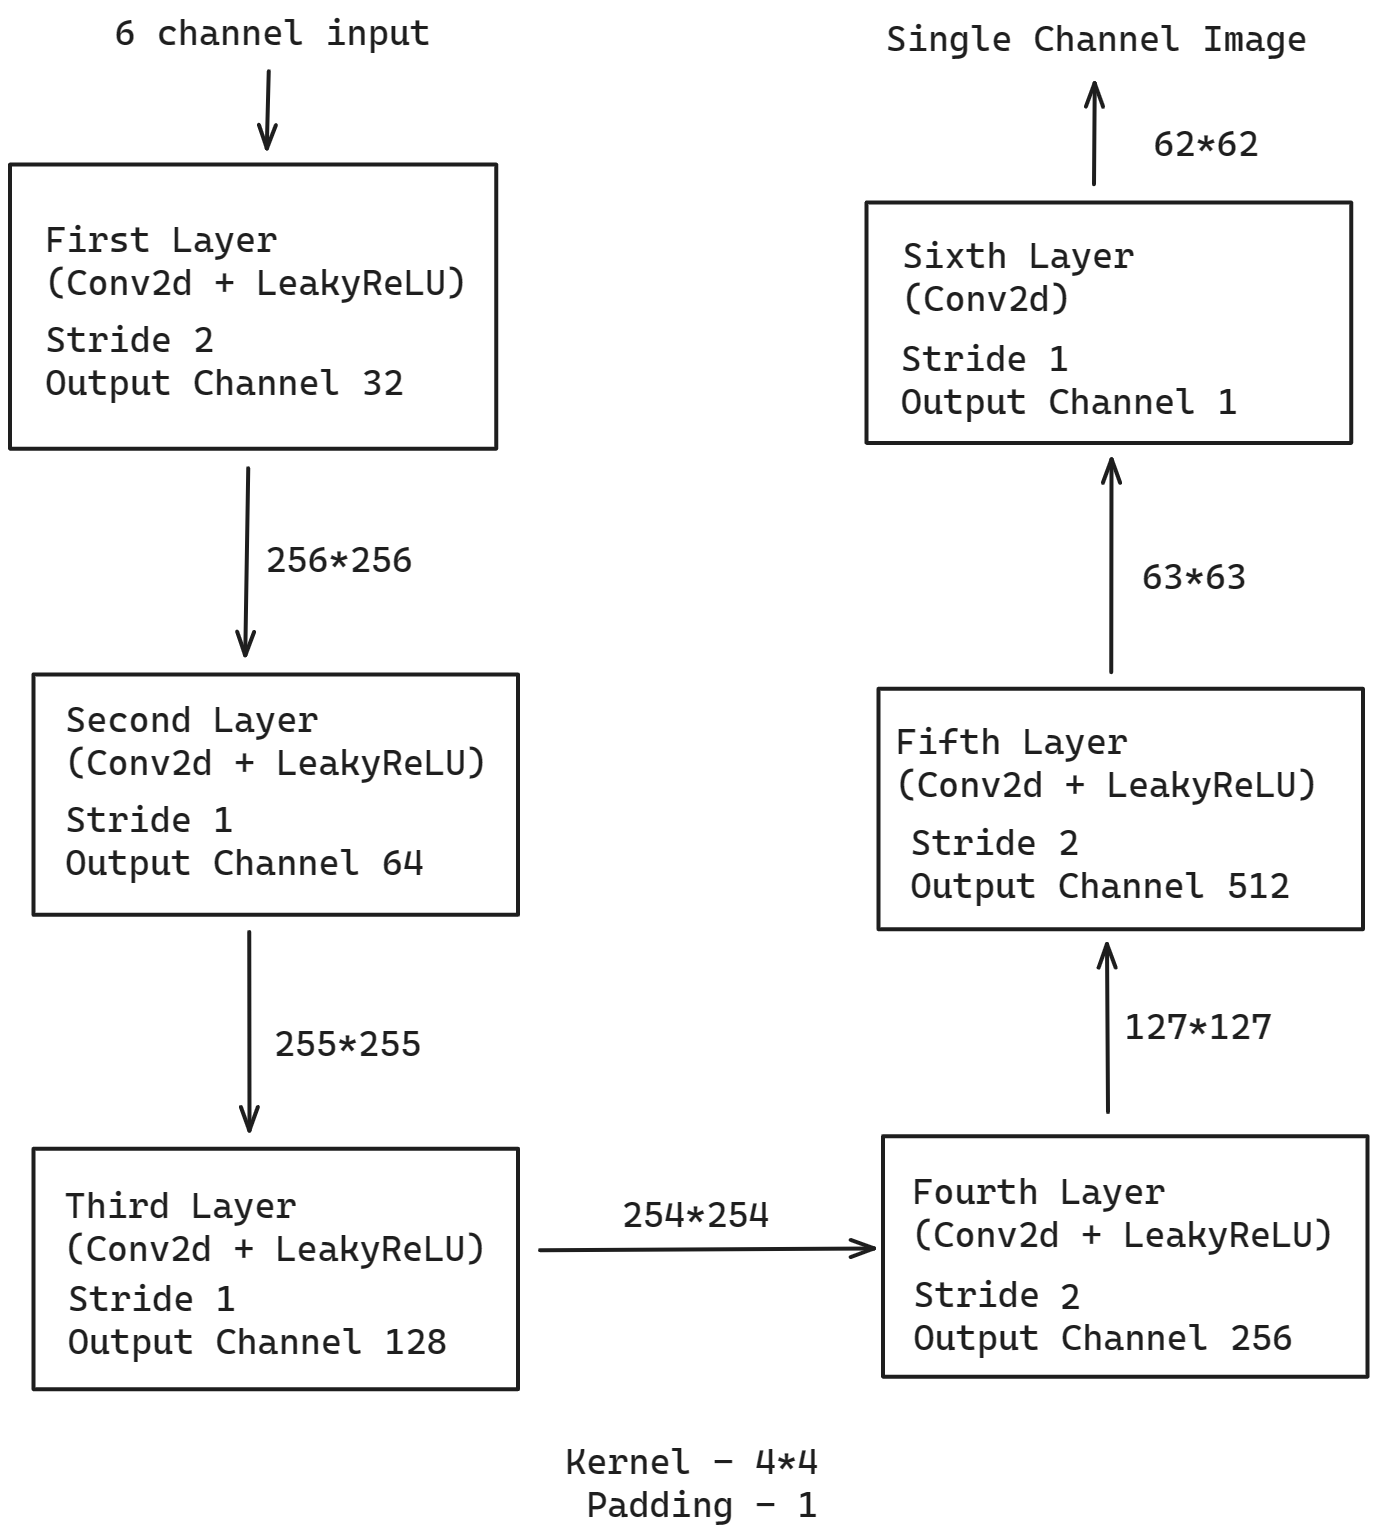 6 channel input
First Layer
(Conv2d + LeakyReLU)
Stride 2
Output Channel 32
256*256
Second Layer
(Conv2d + LeakyReLU)
Stride 1
Output Channel 64
255*255
Third Layer
(Conv2d + LeakyReLU)
Stride 1
Output Channel 128
254*254
Fourth Layer
(Conv2d + LeakyReLU)
Stride 2
Output Channel 256
127*127
Fifth Layer
(Conv2d + LeakyReLU)
Stride 2
Output Channel 512
63*63
Sixth Layer
(Conv2d)
Stride 1
Output Channel 1
62*62
Single Channel Image
Kernel - 4*4
Padding - 1